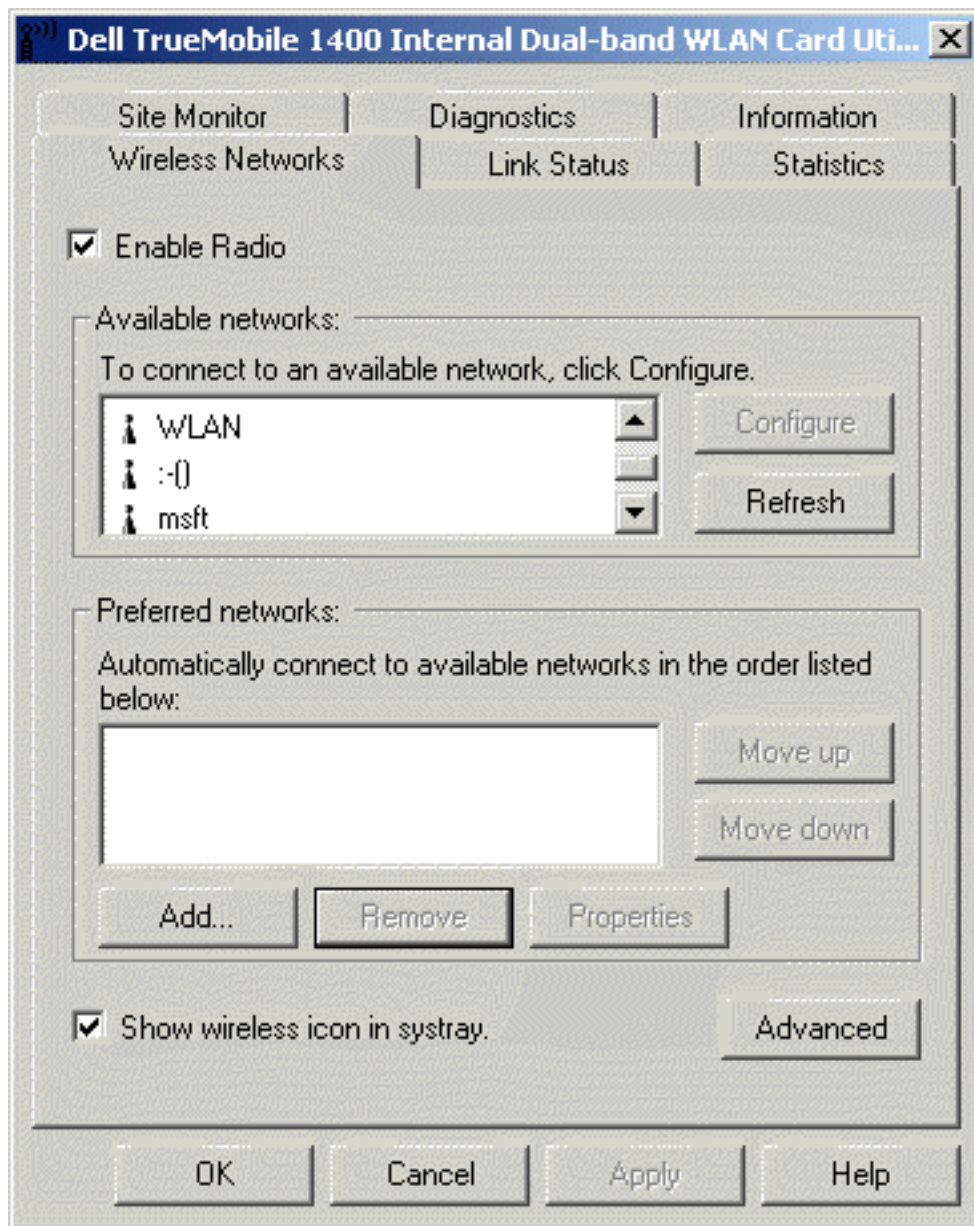 Dell TrueMobile 1400 Internal Dual-band WLAN Card Uti...
Site Monitor Diagnostics Information
Wireless Networks Link Status Statistics
Enable Radio
Available networks:
To connect to an available network, click Configure.
WLAN
:-()
msft
Configure
Refresh
Preferred networks:
Automatically connect to available networks in the order listed
below:
Move up
Move down
Add... Remove Properties
Show wireless icon in systray.
Advanced
OK Cancel Apply Help